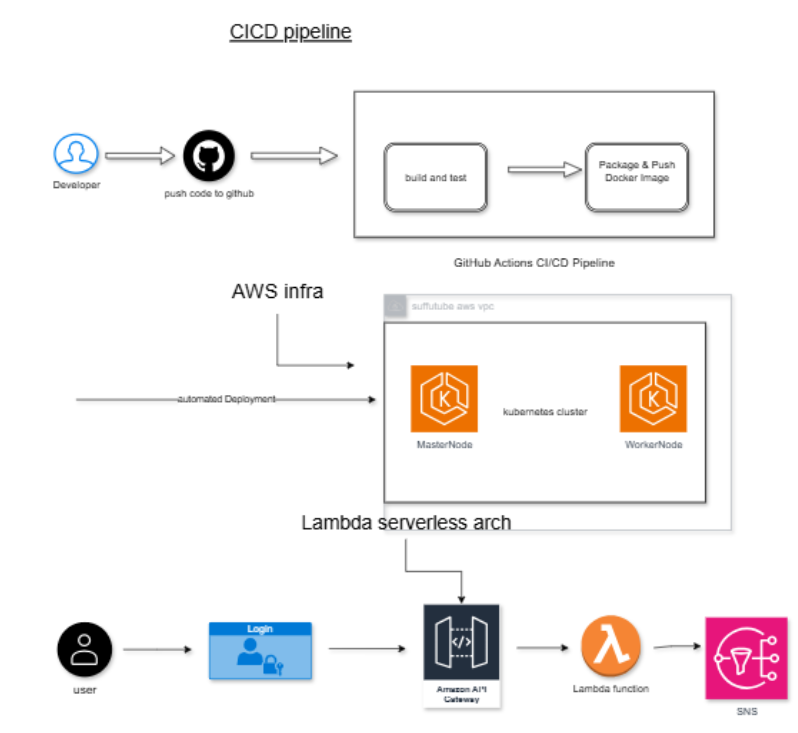 CICD pipeline
Developer
push code to github
build and test
Package & Push
Docker Image
GitHub Actions CI/CD Pipeline
AWS infra
suffutube aws vpc
automated Deployment
kubernetes cluster
MasterNode
WorkerNode
Lambda serverless arch
Login
user
Amazon API
Gateway
Lambda function
SNS